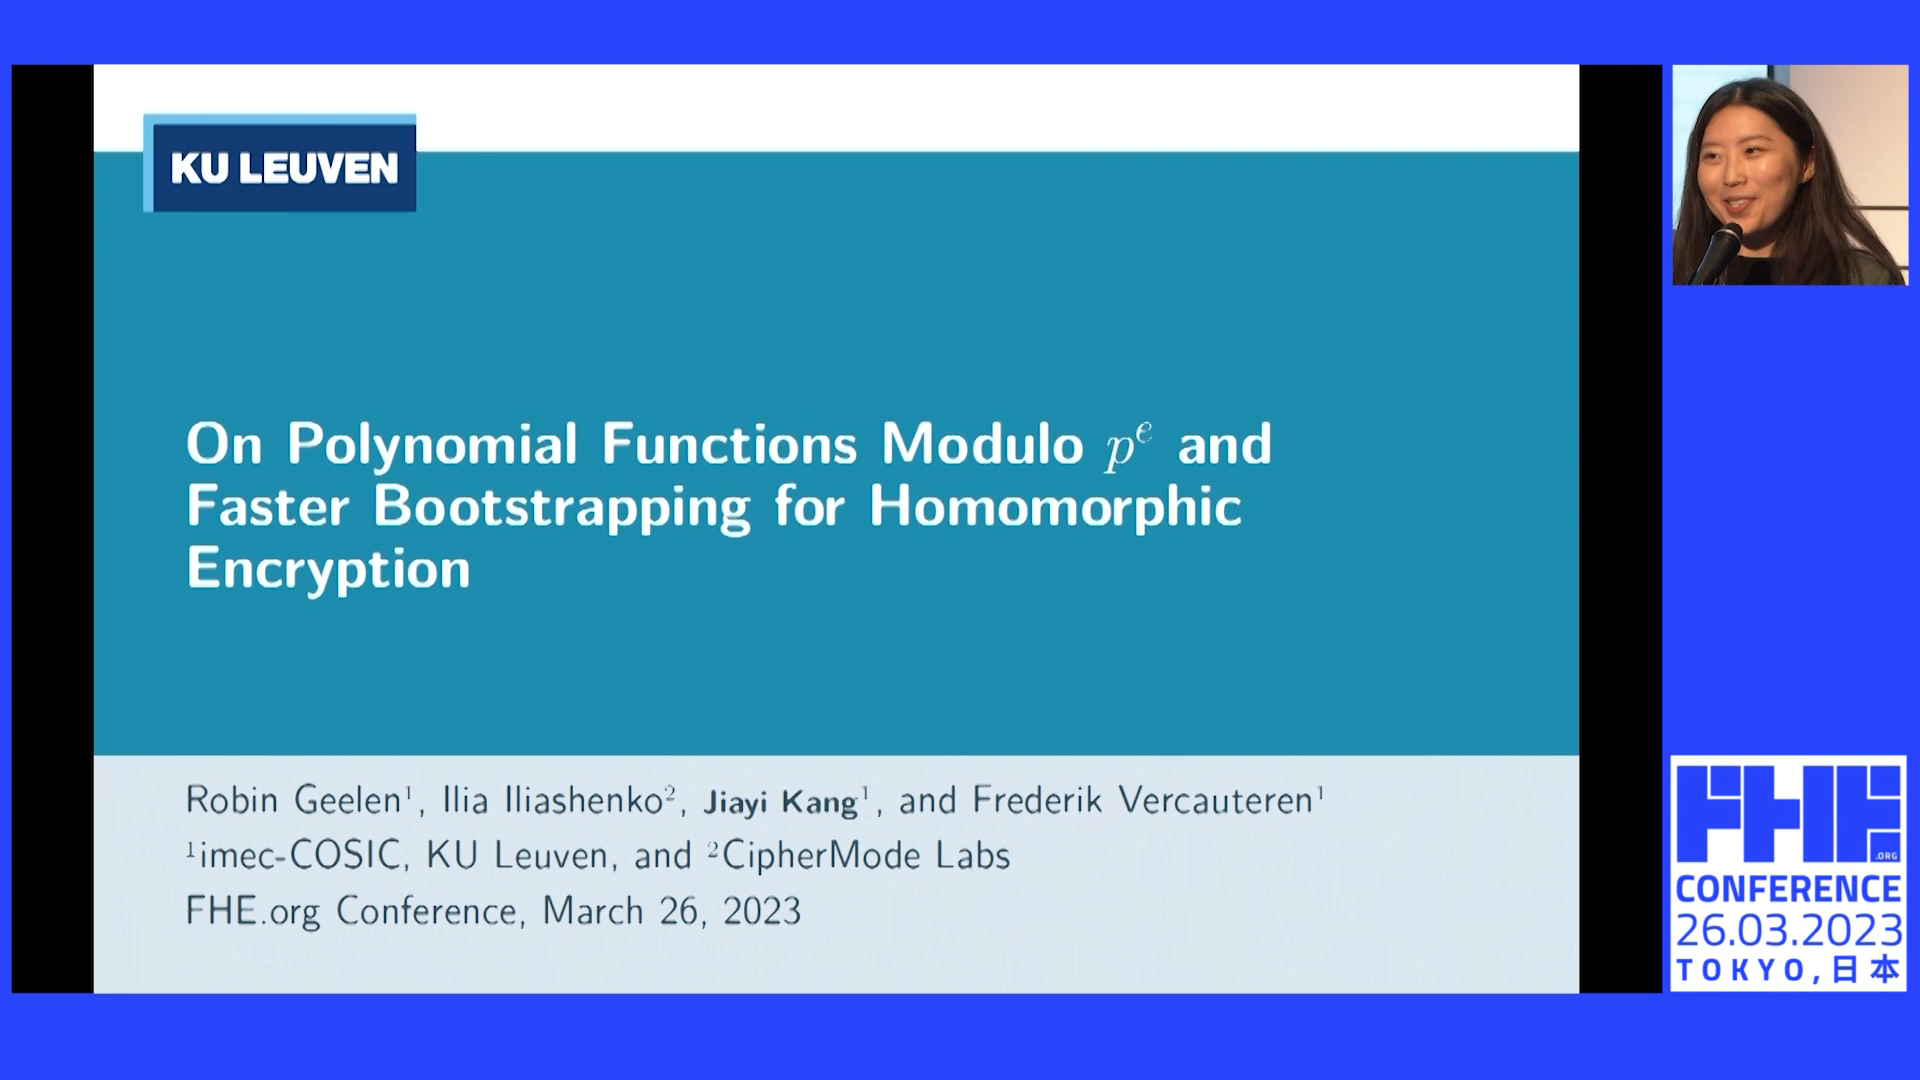 KU LEUVEN
On Polynomial Functions Modulo pᵉ and
Faster Bootstrapping for Homomorphic
Encryption
Robin Geelen¹, Ilia Iliashenko², Jiayi Kang¹, and Frederik Vercauteren¹
¹imec-COSIC, KU Leuven, and ²CipherMode Labs
FHE.org Conference, March 26, 2023
FHE
.ORG
CONFERENCE
26.03.2023
TOKYO, 日本